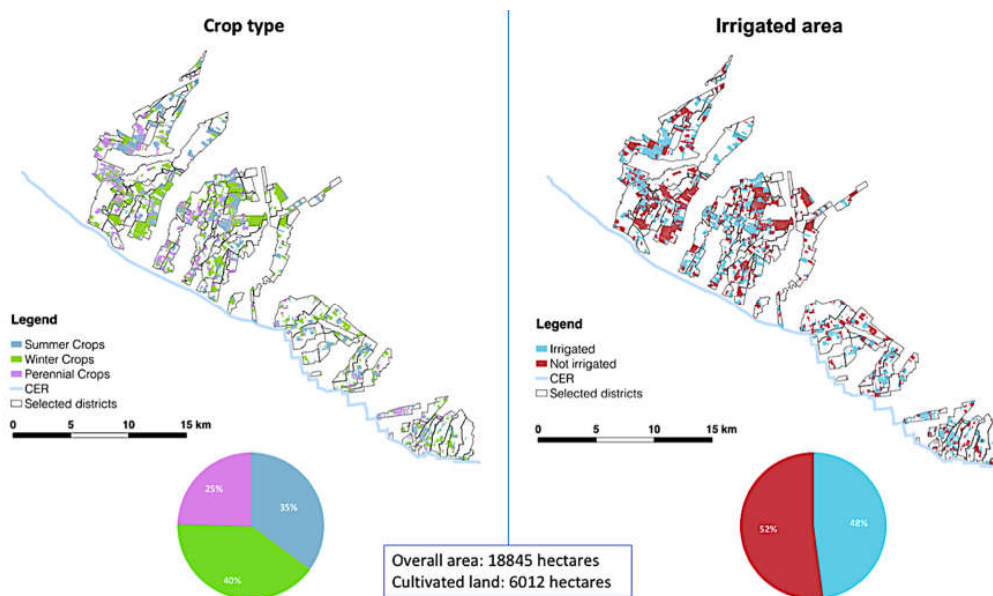 Crop type
Legend
Summer Crops
Winter Crops
Perennial Crops
CER
Selected districts
0 5 10 15 km
25%
35%
40%
Irrigated area
Legend
Irrigated
Not irrigated
CER
Selected districts
0 5 10 15 km
52%
48%
Overall area: 18845 hectares
Cultivated land: 6012 hectares